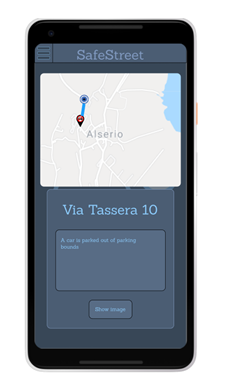 SafeStreet
Alserio
Via Tassera 10
A car is parked out of parking
bounds
Show image